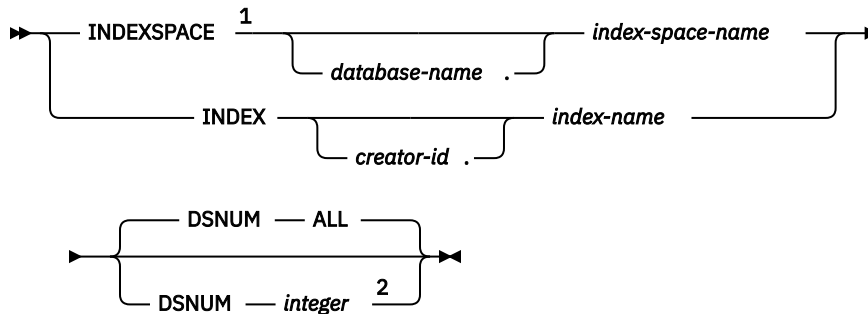 INDEXSPACE 1 index-space-name
database-name .
INDEX index-name
creator-id .
DSNUM ALL
DSNUM integer 2